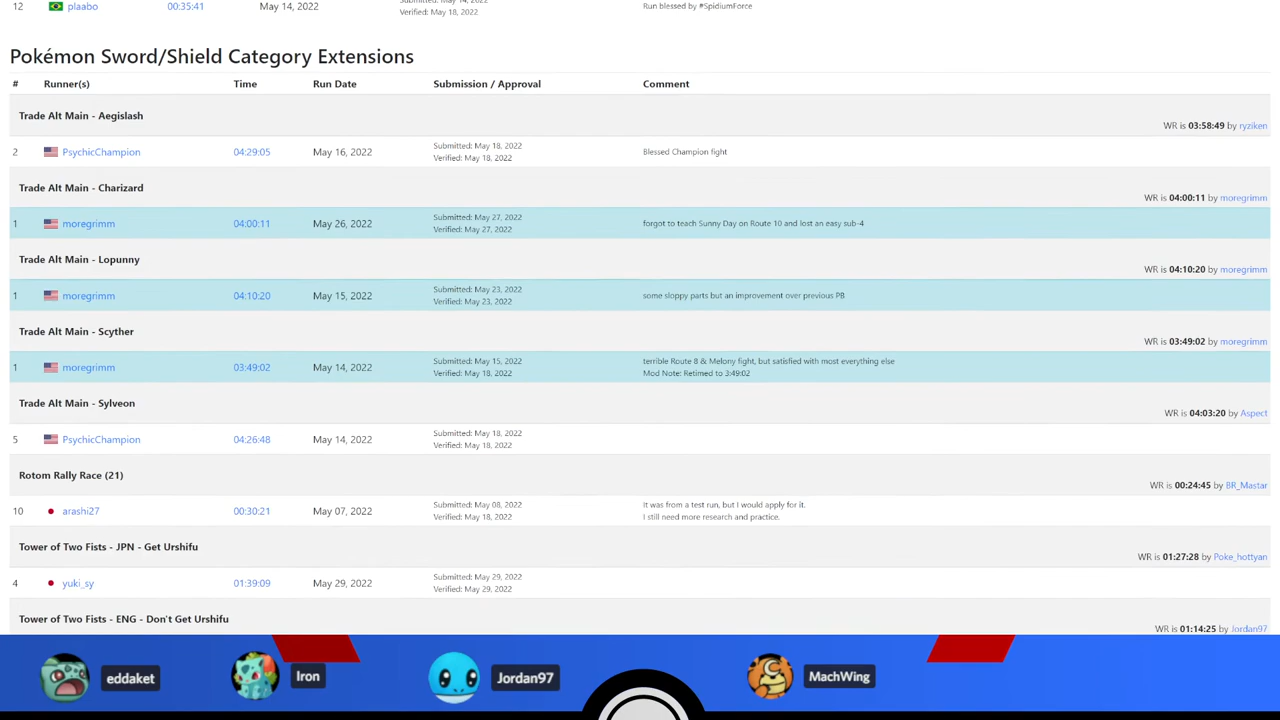 12 plaabo 00:35:41 May 14, 2022 Verified: May 18, 2022 Run blessed by #SpidiumForce
Pokémon Sword/Shield Category Extensions
# Runner(s) Time Run Date Submission / Approval Comment
Trade Alt Main - Aegislash
WR is 03:58:49 by ryziken
2 PsychicChampion 04:29:05 May 16, 2022 Submitted: May 18, 2022 Blessed Champion fight
Verified: May 18, 2022
Trade Alt Main - Charizard
WR is 04:00:11 by moregrimm
1 moregrimm 04:00:11 May 26, 2022 Submitted: May 27, 2022 forgot to teach Sunny Day on Route 10 and lost an easy sub-4
Verified: May 27, 2022
Trade Alt Main - Lopunny
WR is 04:10:20 by moregrimm
1 moregrimm 04:10:20 May 15, 2022 Submitted: May 23, 2022 some sloppy parts but an improvement over previous PB
Verified: May 23, 2022
Trade Alt Main - Scyther
WR is 03:49:02 by moregrimm
1 moregrimm 03:49:02 May 14, 2022 Submitted: May 15, 2022 terrible Route 8 & Melony fight, but satisfied with most everything else
Verified: May 18, 2022 Mod Note: Retimed to 3:49:02
Trade Alt Main - Sylveon
WR is 04:03:20 by Aspect
5 PsychicChampion 04:26:48 May 14, 2022 Submitted: May 18, 2022
Verified: May 18, 2022
Rotom Rally Race (21)
WR is 00:24:45 by BR_Mastar
10 arashi27 00:30:21 May 07, 2022 Submitted: May 08, 2022 It was from a test run, but I would apply for it.
Verified: May 18, 2022 I still need more research and practice.
Tower of Two Fists - JPN - Get Urshifu
WR is 01:27:28 by Poke_hottyan
4 yuki_sy 01:39:09 May 29, 2022 Submitted: May 29, 2022
Verified: May 29, 2022
Tower of Two Fists - ENG - Don't Get Urshifu
WR is 01:14:25 by Jordan97
eddaket Iron Jordan97 MachWing